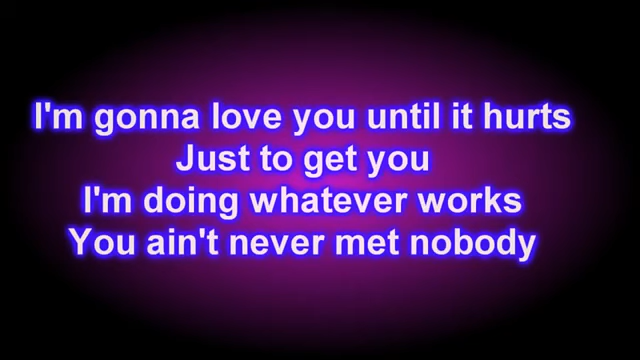 I'm gonna love you until it hurts
Just to get you
I'm doing whatever works
You ain't never met nobody